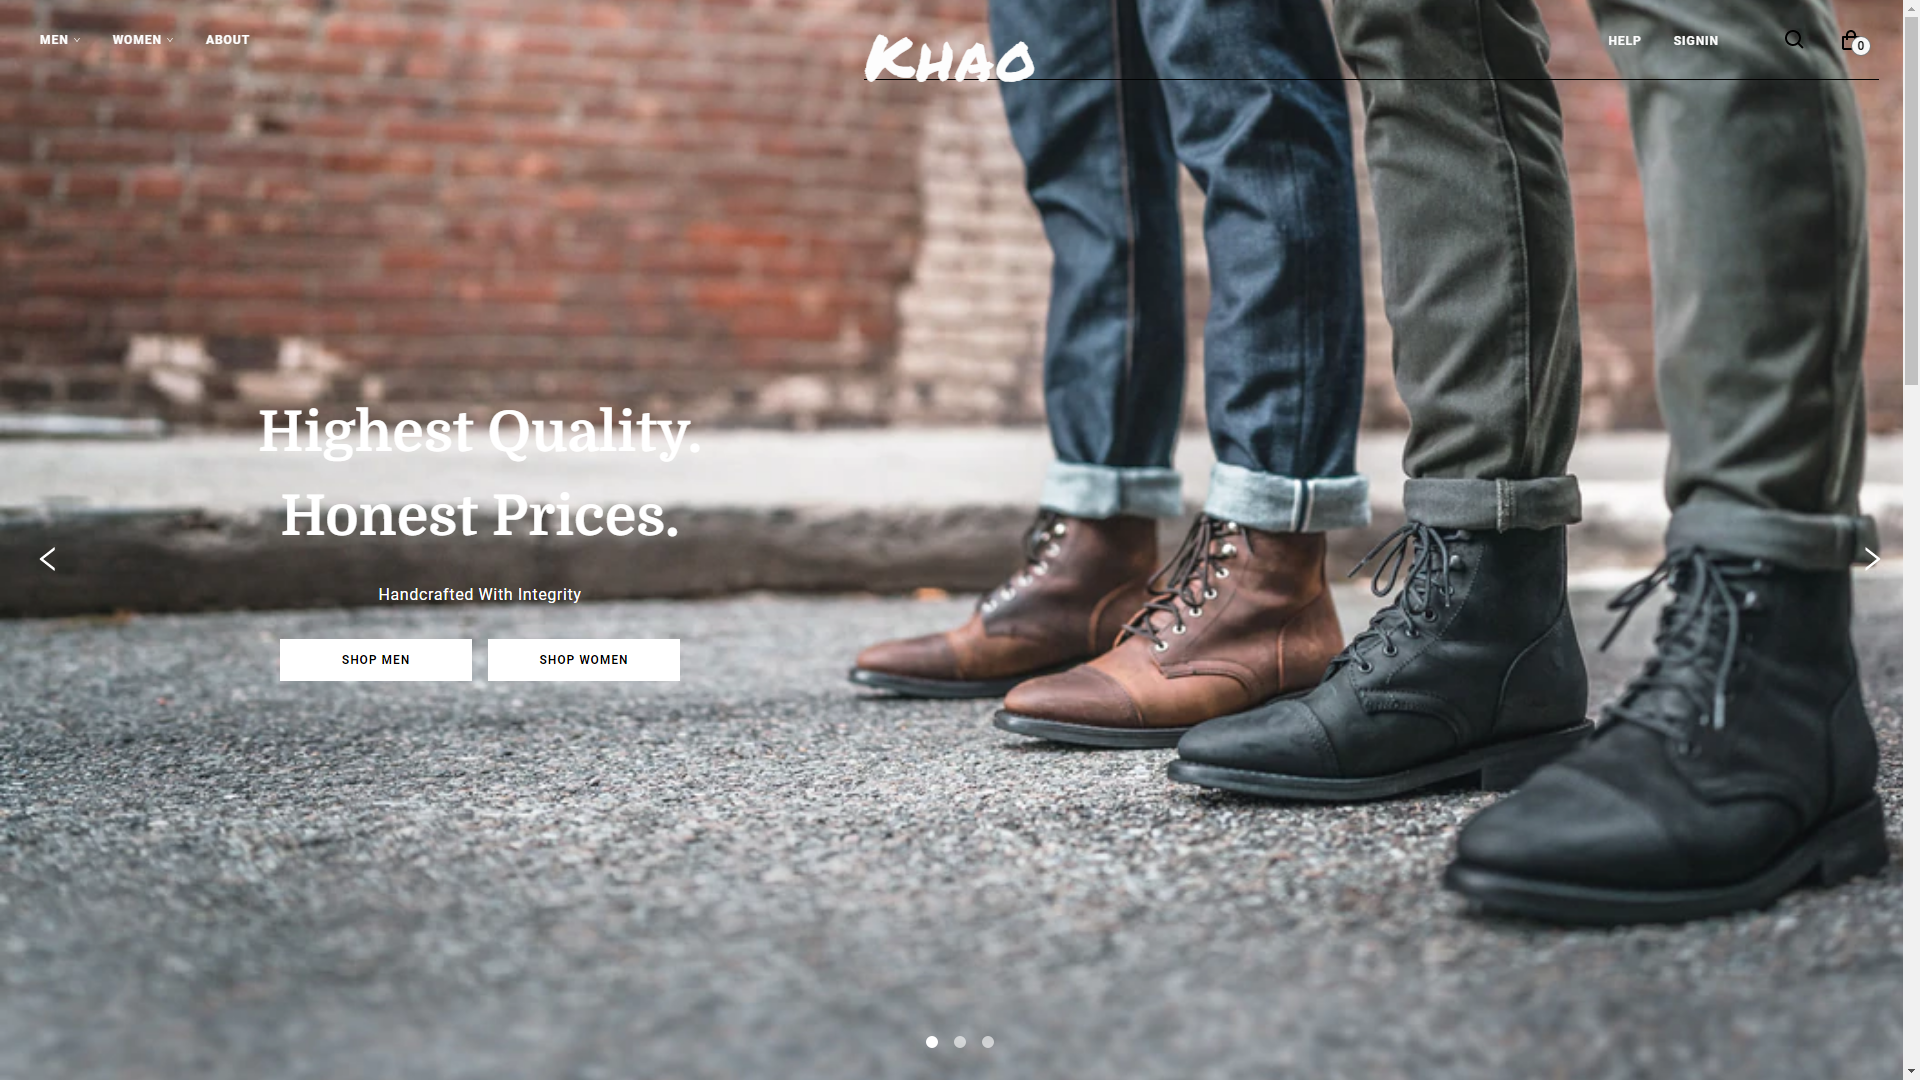 MEN
WOMEN
ABOUT
KHAO
HELP
SIGNIN
0
Highest Quality.
Honest Prices.
Handcrafted With Integrity
SHOP MEN
SHOP WOMEN